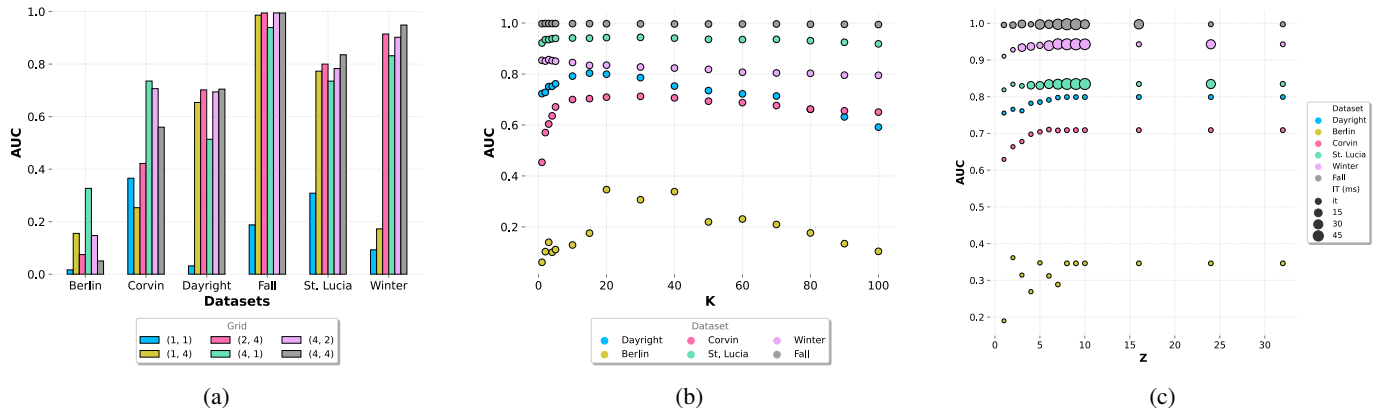 1.0
0.8
0.6
0.4
0.2
0.0
AUC
Berlin Corvin Dayright Fall St. Lucia Winter
Datasets
Grid
(1, 1) (2, 4) (4, 2)
(1, 4) (4, 1) (4, 4)
(a)
1.0
0.8
0.6
0.4
0.2
AUC
0 20 40 60 80 100
K
Dataset
Dayright Corvin Winter
Berlin St, Lucia Fall
(b)
1.0
0.9
0.8
0.7
0.6
0.5
0.4
0.3
0.2
AUC
0 5 10 15 20 25 30
Z
Dataset
Dayright
Berlin
Corvin
St. Lucia
Winter
Fall
IT (ms)
it
15
30
45
(c)